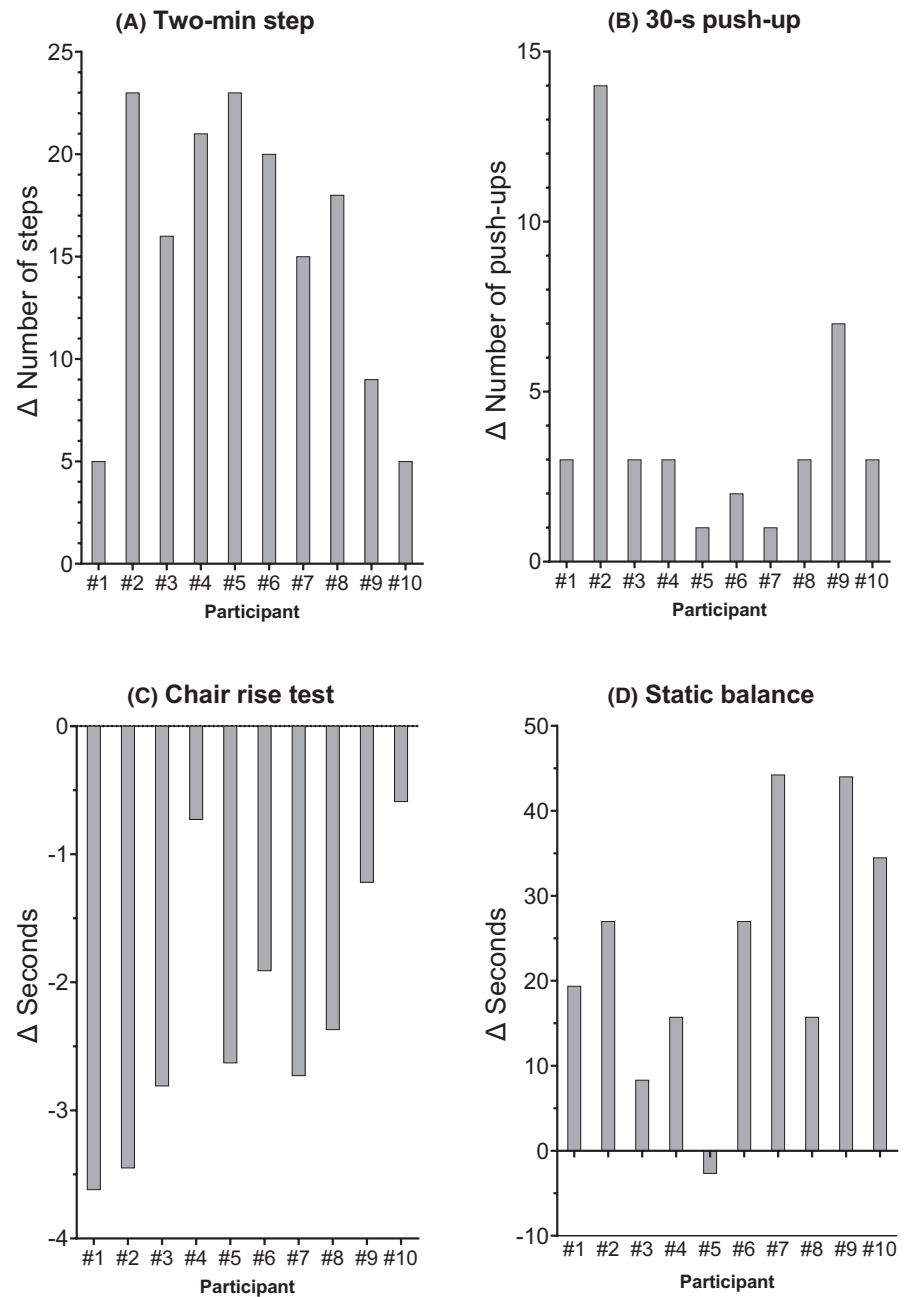 (A) Two-min step
25
20
15
10
5
0
Δ Number of steps
#1 #2 #3 #4 #5 #6 #7 #8 #9 #10
Participant
(B) 30-s push-up
15
10
5
0
Δ Number of push-ups
#1 #2 #3 #4 #5 #6 #7 #8 #9 #10
Participant
(C) Chair rise test
0
-1
-2
-3
-4
Δ Seconds
#1 #2 #3 #4 #5 #6 #7 #8 #9 #10
Participant
(D) Static balance
50
40
30
20
10
0
-10
Δ Seconds
#1 #2 #3 #4 #5 #6 #7 #8 #9 #10
Participant